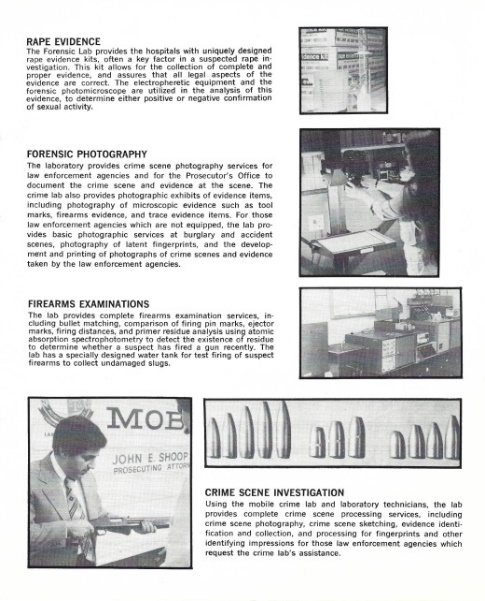 RAPE EVIDENCE
The Forensic Lab provides the hospitals with uniquely designed
rape evidence kits, often a key factor in a suspected rape in-
vestigation. This kit allows for the collection of complete and
proper evidence, and assures that all legal aspects of the
evidence are correct. The electropheretic equipment and the
forensic photomicroscope are utilized in the analysis of this
evidence, to determine either positive or negative confirmation
of sexual activity.
FORENSIC PHOTOGRAPHY
The laboratory provides crime scene photography services for
law enforcement agencies and for the Prosecutor's Office to
document the crime scene and evidence at the scene. The
crime lab also provides photographic exhibits of evidence items,
including photography of microscopic evidence such as tool
marks, firearms evidence, and trace evidence items. For those
law enforcement agencies which are not equipped, the lab pro-
vides basic photographic services at burglary and accident
scenes, photography of latent fingerprints, and the develop-
ment and printing of photographs of crime scenes and evidence
taken by the law enforcement agencies.
FIREARMS EXAMINATIONS
The lab provides complete firearms examination services, in-
cluding bullet matching, comparison of firing pin marks, ejector
marks, firing distances, and primer residue analysis using atomic
absorption spectrophotometry to detect the existence of residue
to determine whether a suspect has fired a gun recently. The
lab has a specially designed water tank for test firing of suspect
firearms to collect undamaged slugs.
MOB
JOHN E. SHOOP
PROSECUTING ATTOR
CRIME SCENE INVESTIGATION
Using the mobile crime lab and laboratory technicians, the lab
provides complete crime scene processing services, including
crime scene photography, crime scene sketching, evidence identi-
fication and collection, and processing for fingerprints and other
identifying impressions for those law enforcement agencies which
request the crime lab's assistance.